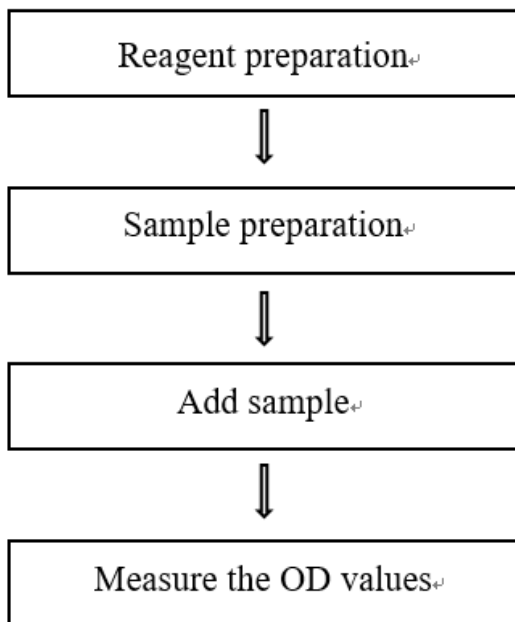 Reagent preparation
Sample preparation
Add sample
Measure the OD values